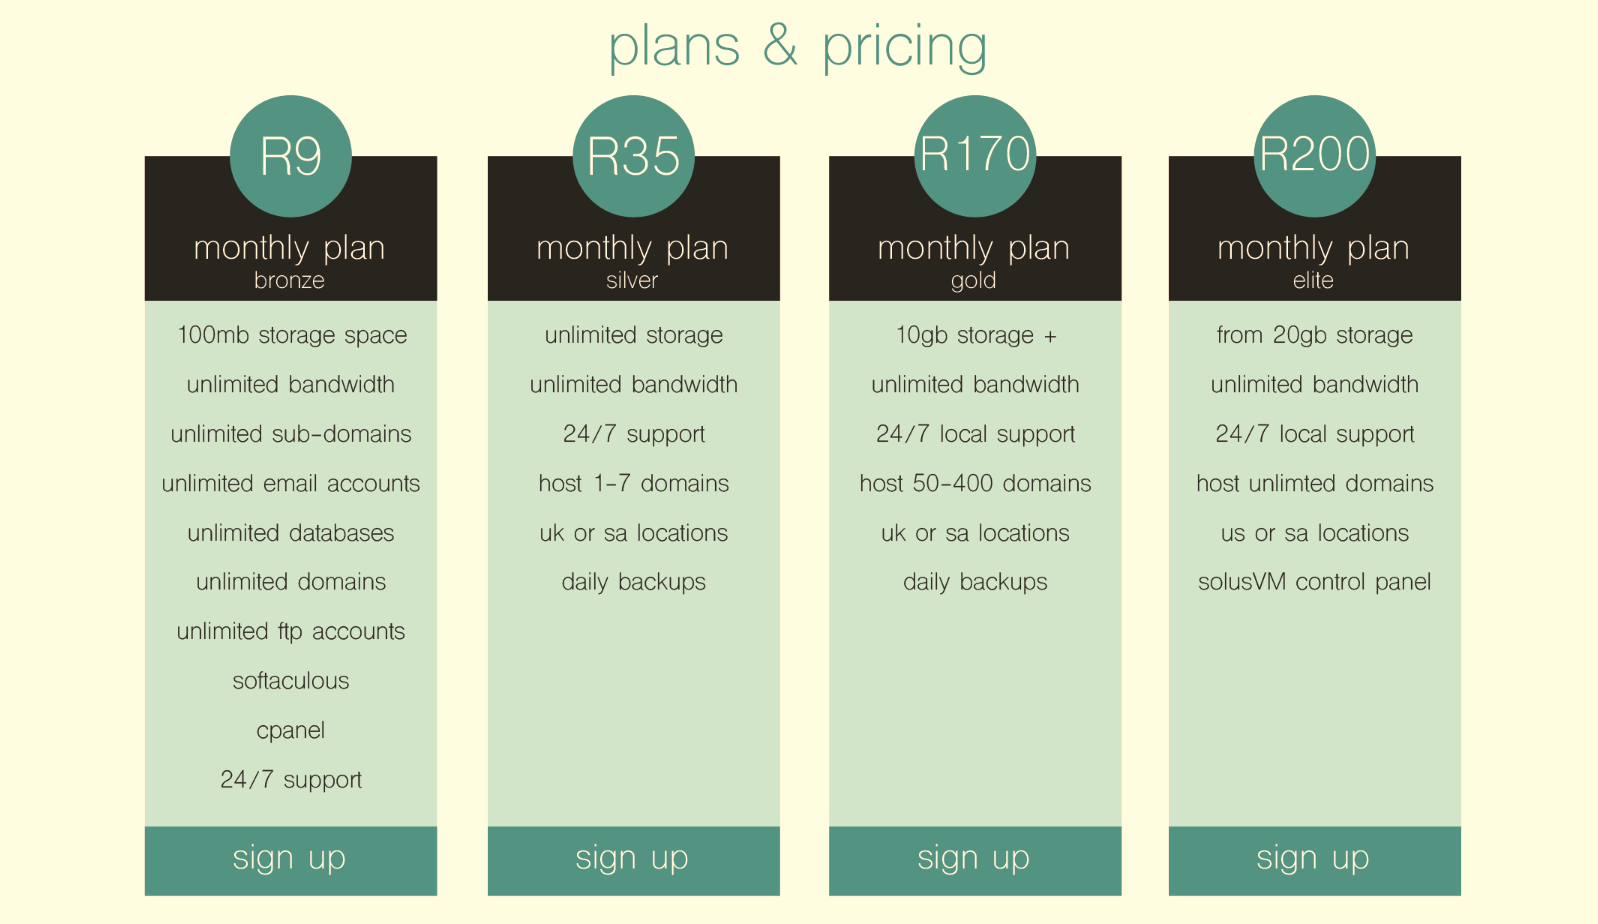 plans & pricing
R9
monthly plan
bronze
100mb storage space
unlimited bandwidth
unlimited sub-domains
unlimited email accounts
unlimited databases
unlimited domains
unlimited ftp accounts
softaculous
cpanel
24/7 support
sign up
R35
monthly plan
silver
unlimited storage
unlimited bandwidth
24/7 support
host 1-7 domains
uk or sa locations
daily backups
sign up
R170
monthly plan
gold
10gb storage +
unlimited bandwidth
24/7 local support
host 50-400 domains
uk or sa locations
daily backups
sign up
R200
monthly plan
elite
from 20gb storage
unlimited bandwidth
24/7 local support
host unlimted domains
us or sa locations
solusVM control panel
sign up